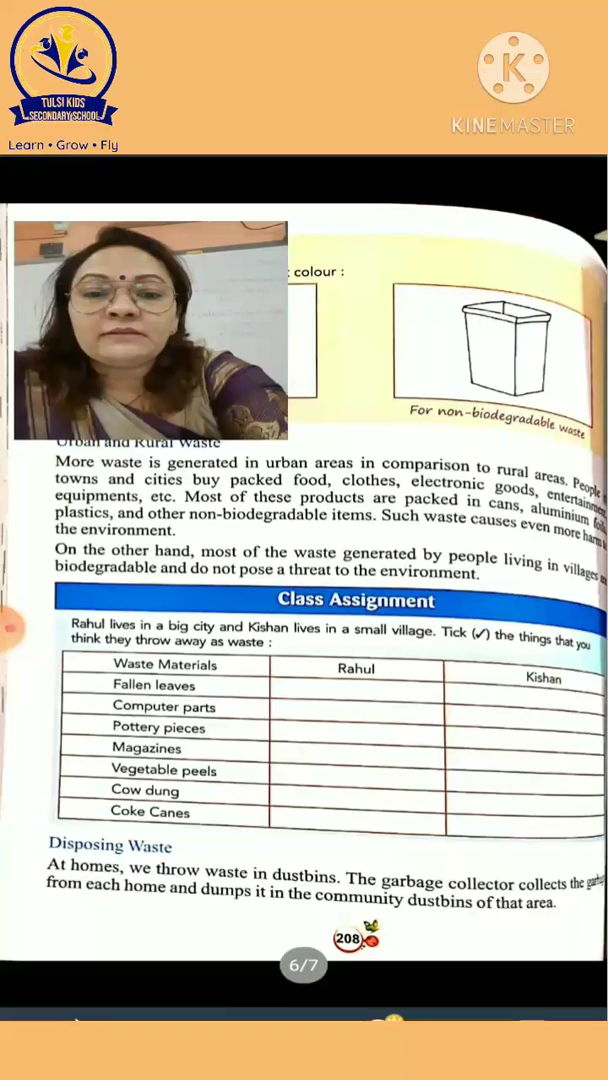 TULSI KIDS
SECONDARY SCHOOL
Learn • Grow • Fly
K
KINEMASTER
colour :
For non-biodegradable waste
Urban and Rural Waste
More waste is generated in urban areas in comparison to rural areas. People
towns and cities buy packed food, clothes, electronic goods, entertainment
equipments, etc. Most of these products are packed in cans, aluminium
plastics, and other non-biodegradable items. Such waste causes even more harm
the environment.
On the other hand, most of the waste generated by people living in villages
biodegradable and do not pose a threat to the environment.
Class Assignment
Rahul lives in a big city and Kishan lives in a small village. Tick (✓) the things that you
think they throw away as waste :
Waste Materials Rahul Kishan
Fallen leaves
Computer parts
Pottery pieces
Magazines
Vegetable peels
Cow dung
Coke Canes
Disposing Waste
At homes, we throw waste in dustbins. The garbage collector collects the
from each home and dumps it in the community dustbins of that area.
208
6/7